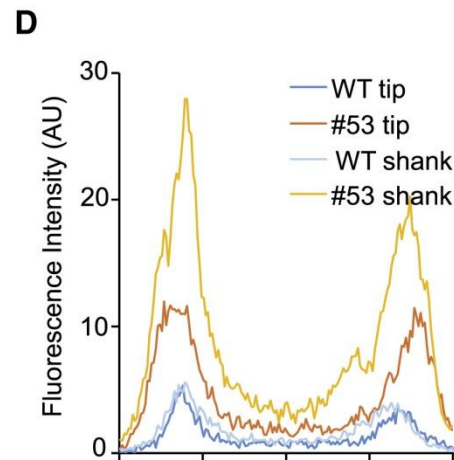 D
Fluorescence Intensity (AU)
30
20
10
0
WT tip
#53 tip
WT shank
#53 shank